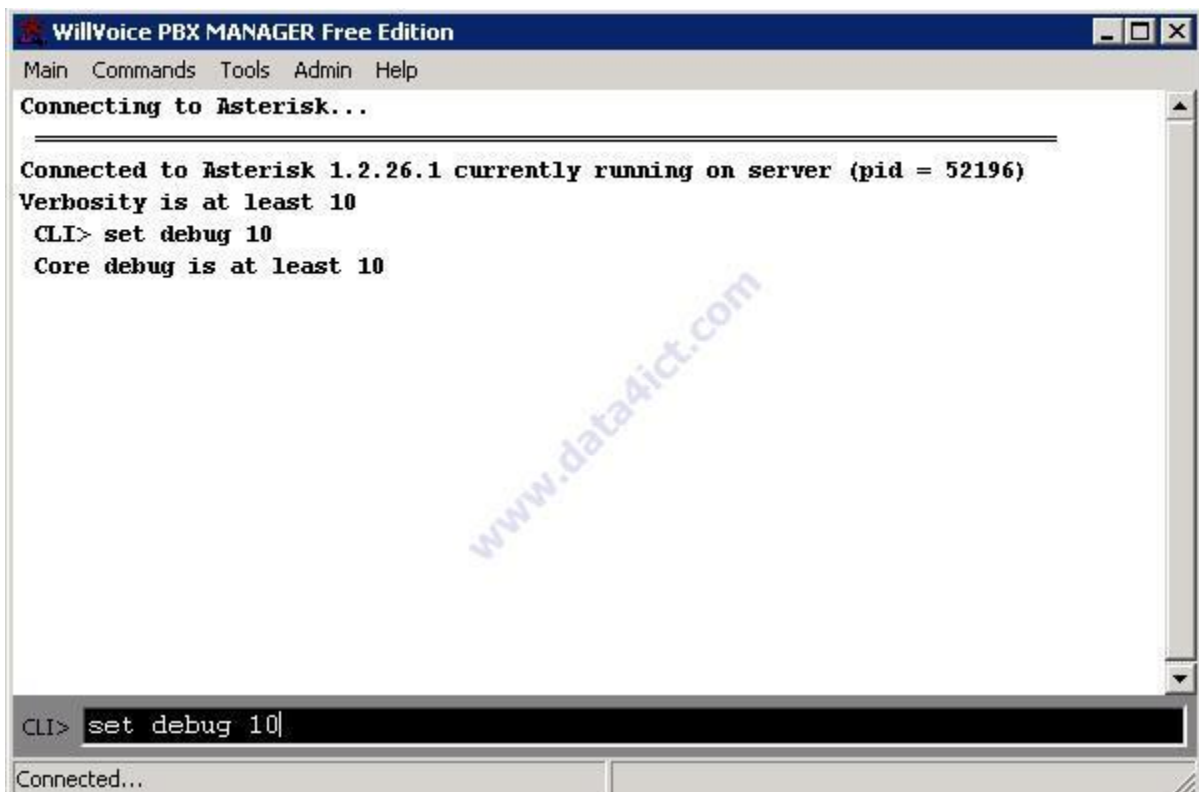 WillVoice PBX MANAGER Free Edition
Main Commands Tools Admin Help
Connecting to Asterisk...
Connected to Asterisk 1.2.26.1 currently running on server (pid = 52196)
Verbosity is at least 10
CLI> set debug 10
Core debug is at least 10
www.data4ict.com
CLI> set debug 10
Connected...